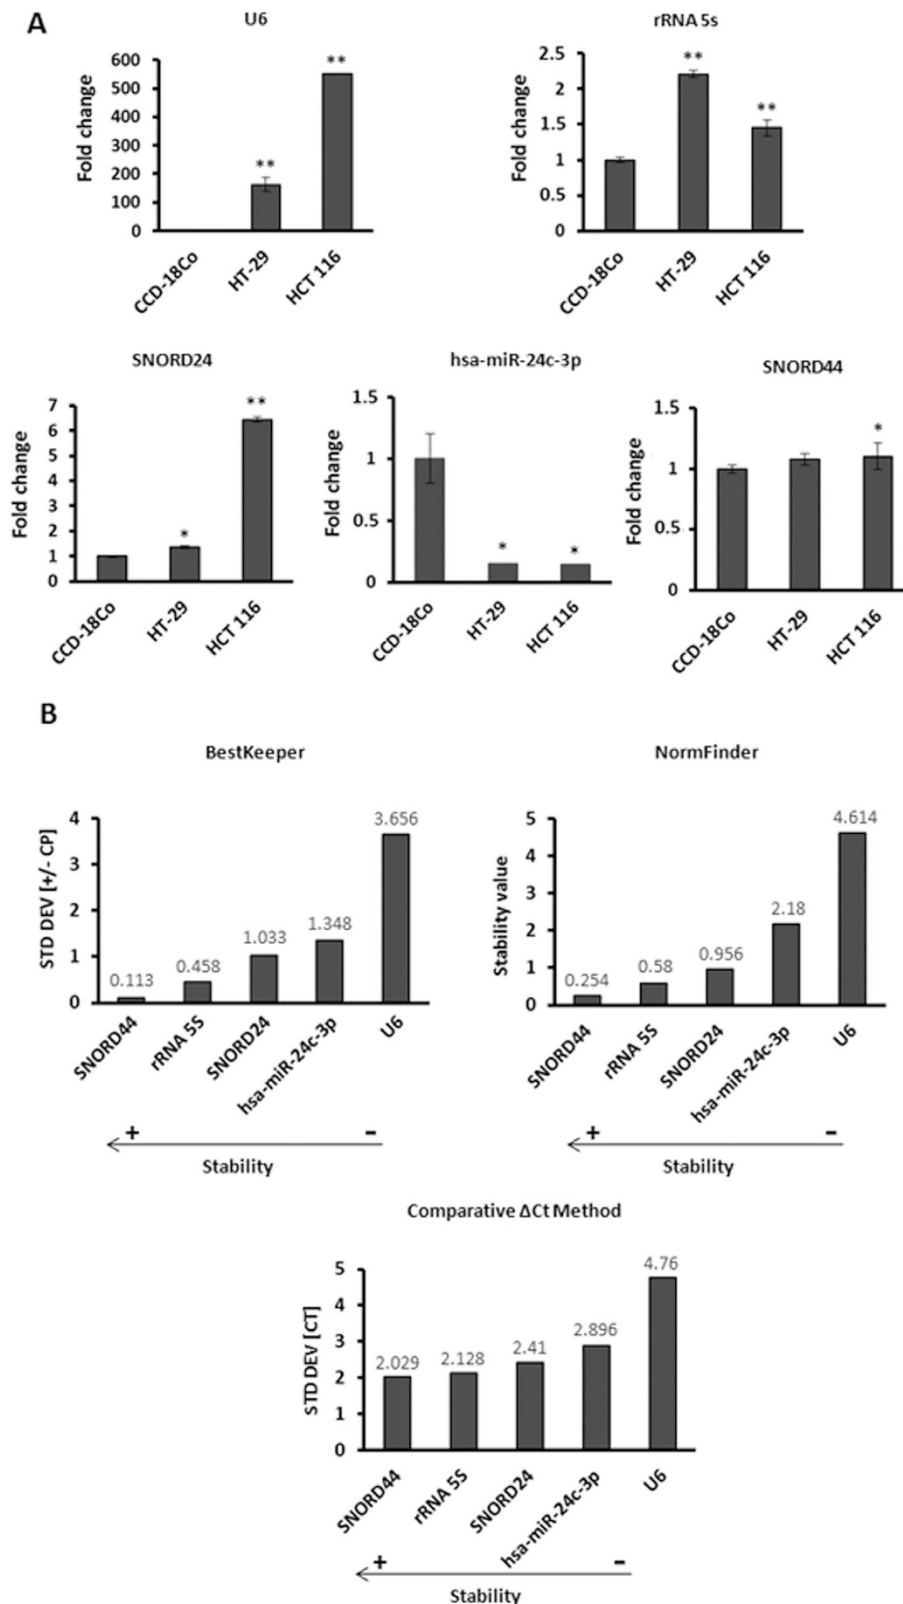 A
U6
Fold change
600
500
400
300
200
100
0
**
**
CCD-18Co
HT-29
HCT 116
rRNA 5s
Fold change
2.5
2
1.5
1
0.5
0
**
**
CCD-18Co
HT-29
HCT 116
SNORD24
Fold change
7
6
5
4
3
2
1
0
*
**
CCD-18Co
HT-29
HCT 116
hsa-miR-24c-3p
Fold change
1.5
1
0.5
0
*
*
CCD-18Co
HT-29
HCT 116
SNORD44
Fold change
1.5
1
0.5
0
*
CCD-18Co
HT-29
HCT 116
B
BestKeeper
STD DEV [+/- CP]
4
3
2
1
0
0.113
0.458
1.033
1.348
3.656
SNORD44
rRNA 5S
SNORD24
hsa-miR-24c-3p
U6
+ -
Stability
NormFinder
Stability value
5
4
3
2
1
0
0.254
0.58
0.956
2.18
4.614
SNORD44
rRNA 5S
SNORD24
hsa-miR-24c-3p
U6
+ -
Stability
Comparative ΔCt Method
STD DEV [CT]
5
4
3
2
1
0
2.029
2.128
2.41
2.896
4.76
SNORD44
rRNA 5S
SNORD24
hsa-miR-24c-3p
U6
+ -
Stability